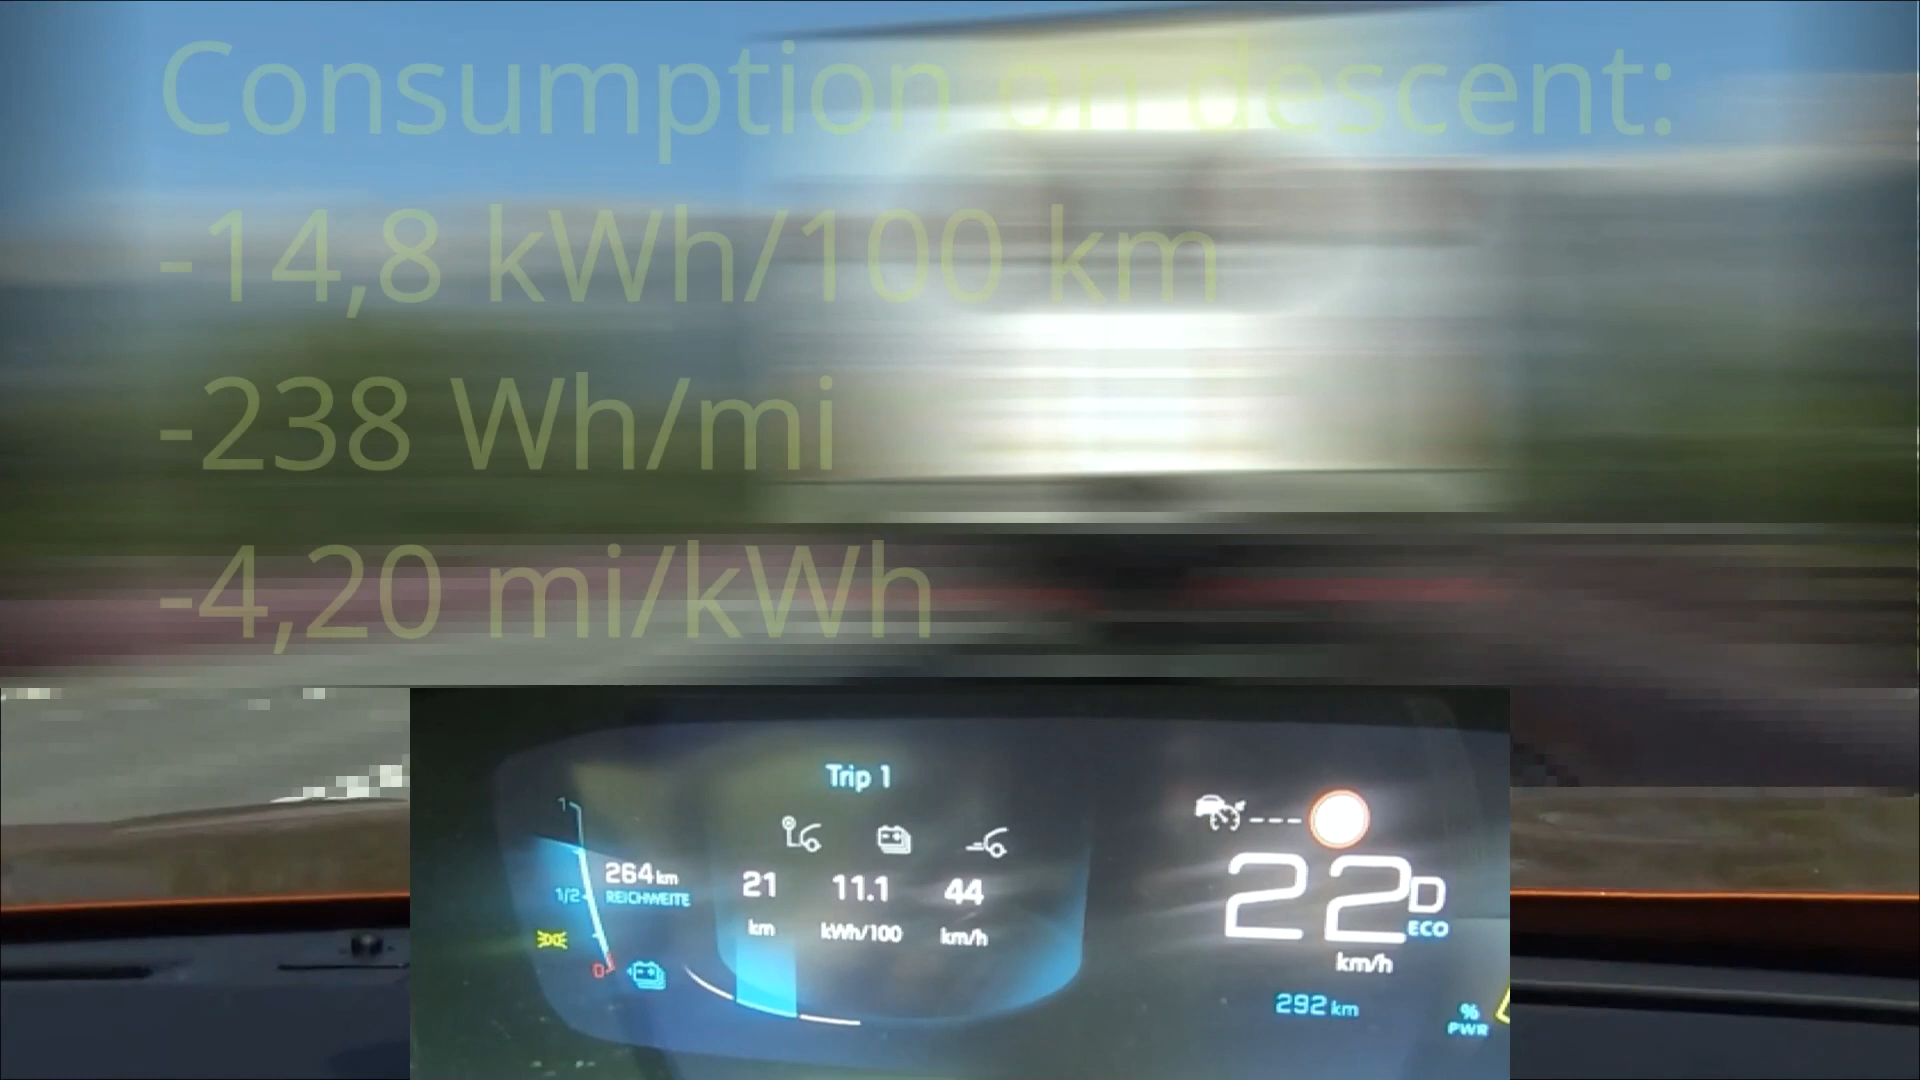 Consumption on descent:
-14,8 kWh/100 km
-238 Wh/mi
-4,20 mi/kWh
Trip 1
1
1/2
0
264 km
REICHWEITE
21 11.1 44
km kWh/100 km/h
22 D
ECO
km/h
292 km
%
PWR